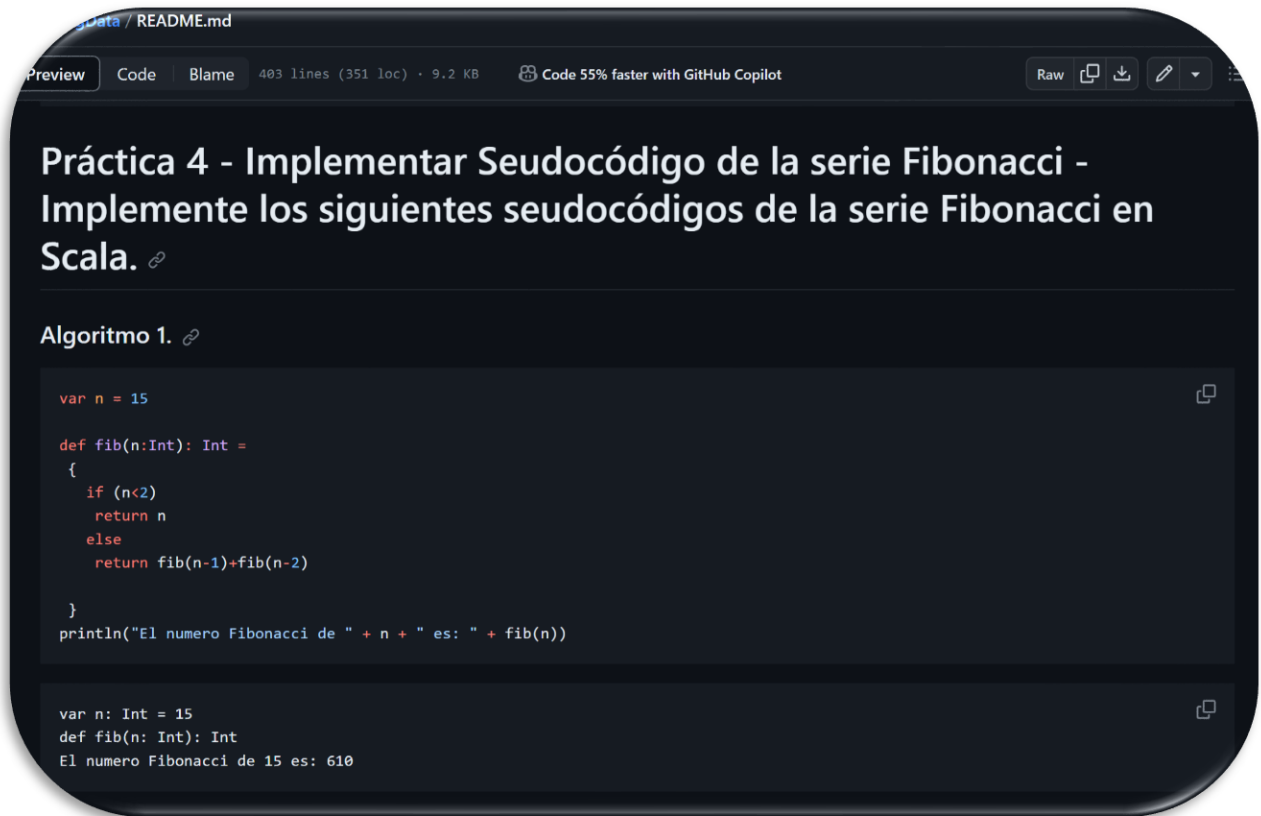 / README.md
Preview Code Blame 403 lines (351 loc) · 9.2 KB Code 55% faster with GitHub Copilot Raw
Práctica 4 - Implementar Seudocódigo de la serie Fibonacci -
Implemente los siguientes seudocódigos de la serie Fibonacci en
Scala.
Algoritmo 1.
var n = 15
def fib(n:Int): Int =
{
if (n<2)
return n
else
return fib(n-1)+fib(n-2)
}
println("El numero Fibonacci de " + n + " es: " + fib(n))
var n: Int = 15
def fib(n: Int): Int
El numero Fibonacci de 15 es: 610